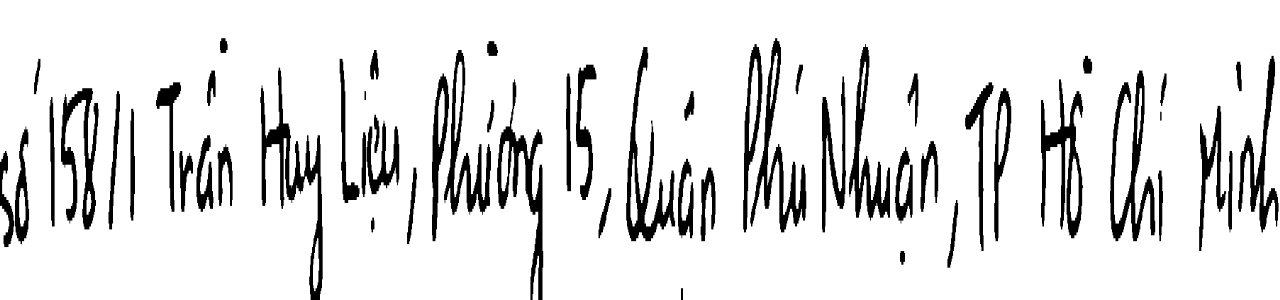 số 158/1 Trần Huy Liệu, Phường 15, Quận Phú Nhuận, TP Hồ Chí Minh